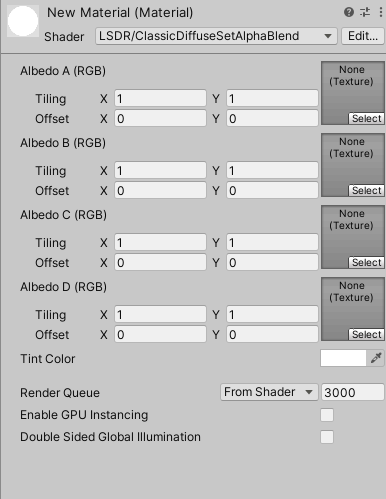 New Material (Material)
Shader LSDR/ClassicDiffuseSetAlphaBlend Edit...
Albedo A (RGB)
None
(Texture)
Tiling X 1 Y 1
Offset X 0 Y 0
Select
Albedo B (RGB)
None
(Texture)
Tiling X 1 Y 1
Offset X 0 Y 0
Select
Albedo C (RGB)
None
(Texture)
Tiling X 1 Y 1
Offset X 0 Y 0
Select
Albedo D (RGB)
None
(Texture)
Tiling X 1 Y 1
Offset X 0 Y 0
Select
Tint Color
Render Queue From Shader 3000
Enable GPU Instancing
Double Sided Global Illumination